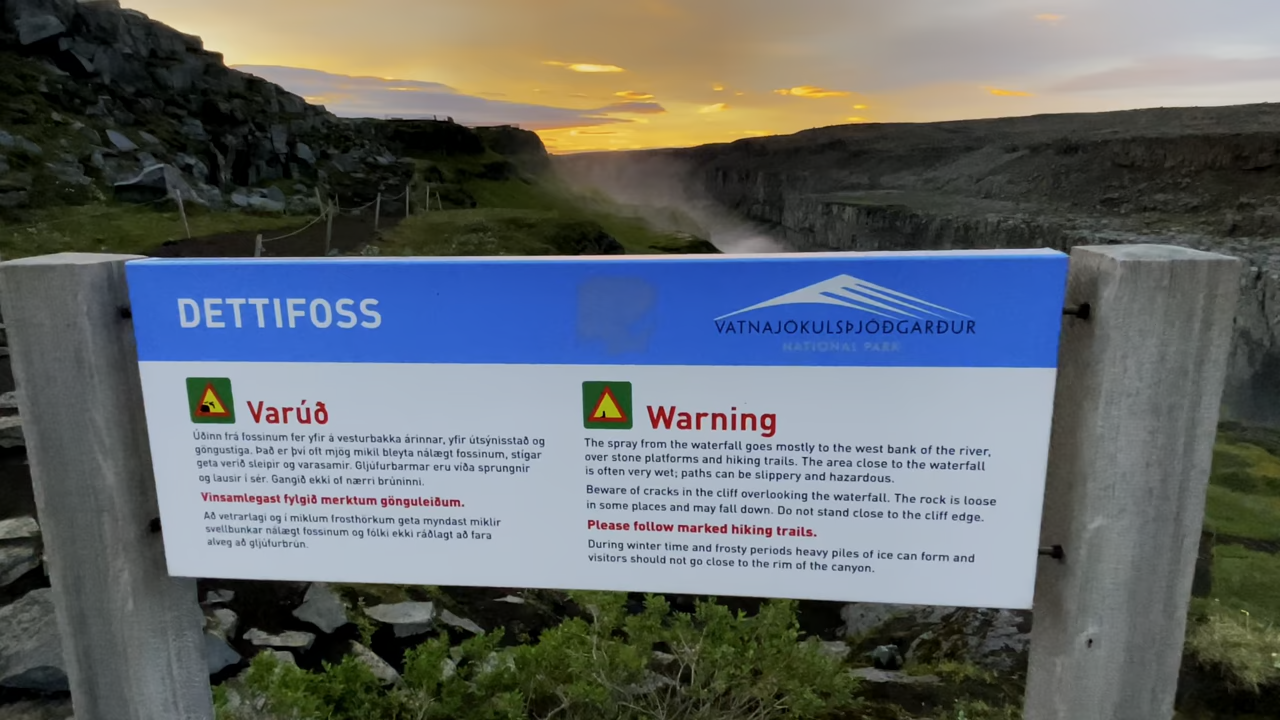 DETTIFOSS
VATNAJÖKULSÞJÓÐGARÐUR
NATIONAL PARK
Varúð
Úðinn frá fossinum fer yfir á vesturbakka árinnar, yfir útsýnisstað og
göngustíga. Það er því oft mjög mikil bleyta nálægt fossinum, stígar
geta verið sleipir og varasamir. Gljúfurbarmar eru víða sprungnir
og lausir í sér. Gangið ekki of nærri brúninni.
Vinsamlegast fylgið merktum gönguleiðum.
Að vetrarlagi og í miklum frosthörkum geta myndast miklir
svellbunkar nálægt fossinum og fólki ekki ráðlagt að fara
alveg að gljúfurbrún.
Warning
The spray from the waterfall goes mostly to the west bank of the river,
over stone platforms and hiking trails. The area close to the waterfall
is often very wet; paths can be slippery and hazardous.
Beware of cracks in the cliff overlooking the waterfall. The rock is loose
in some places and may fall down. Do not stand close to the cliff edge.
Please follow marked hiking trails.
During winter time and frosty periods heavy piles of ice can form and
visitors should not go close to the rim of the canyon.